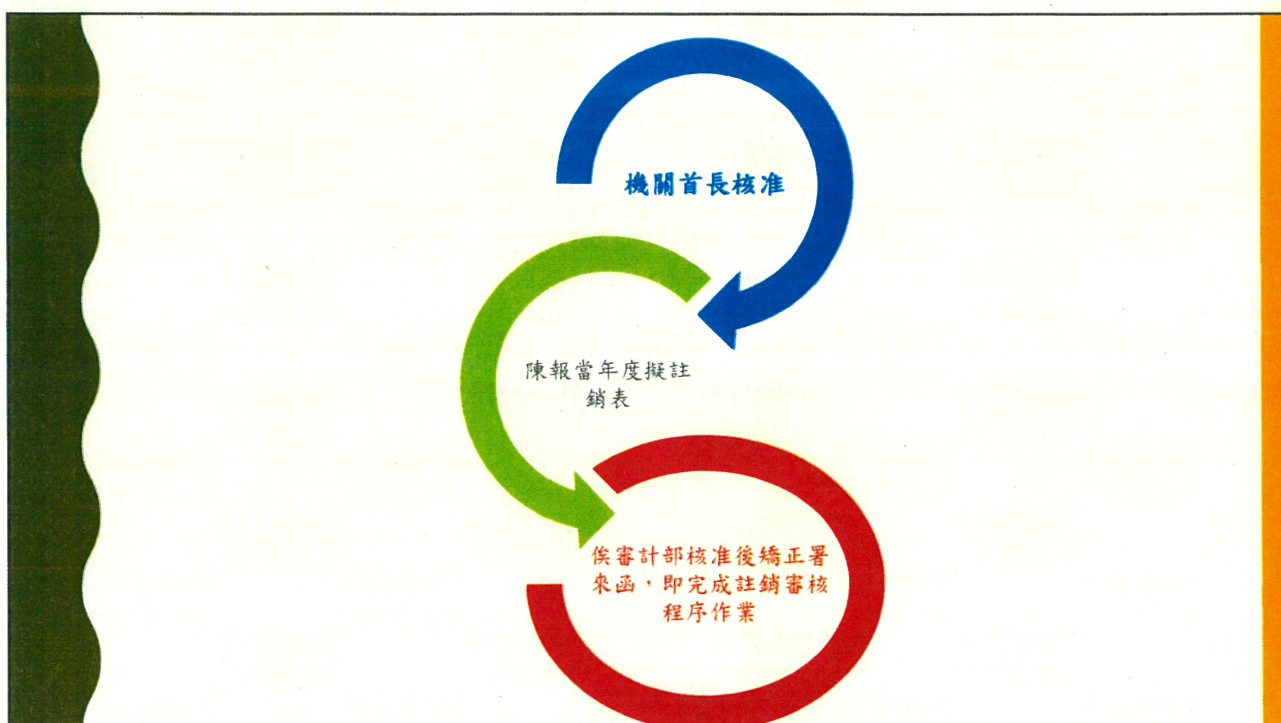 機關首長核准
陳報當年度擬註
銷表
俟審計部核准後矯正署
來函，即完成註銷審核
程序作業